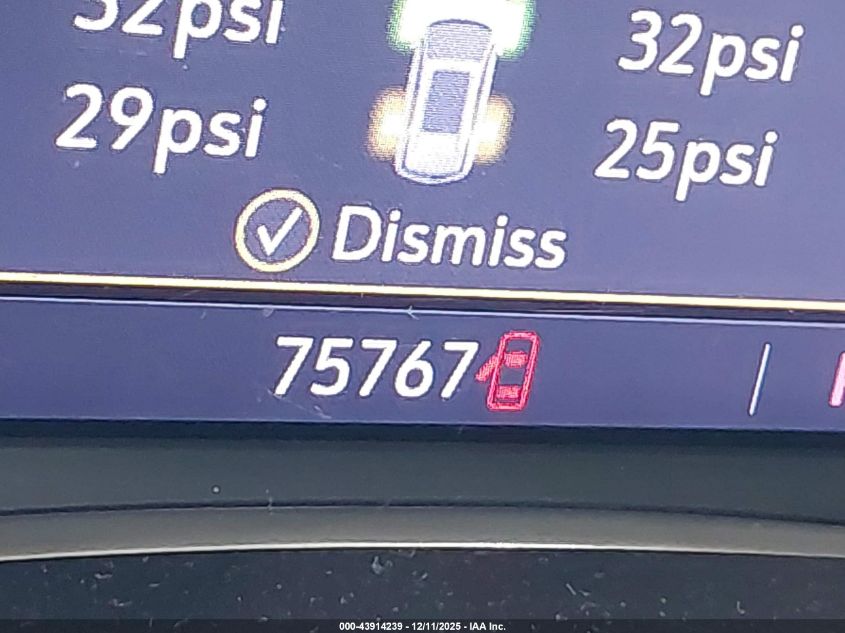 32psi 32psi
29psi 25psi
Dismiss
75767
000-43914239 - 12/11/2025 - IAA Inc.